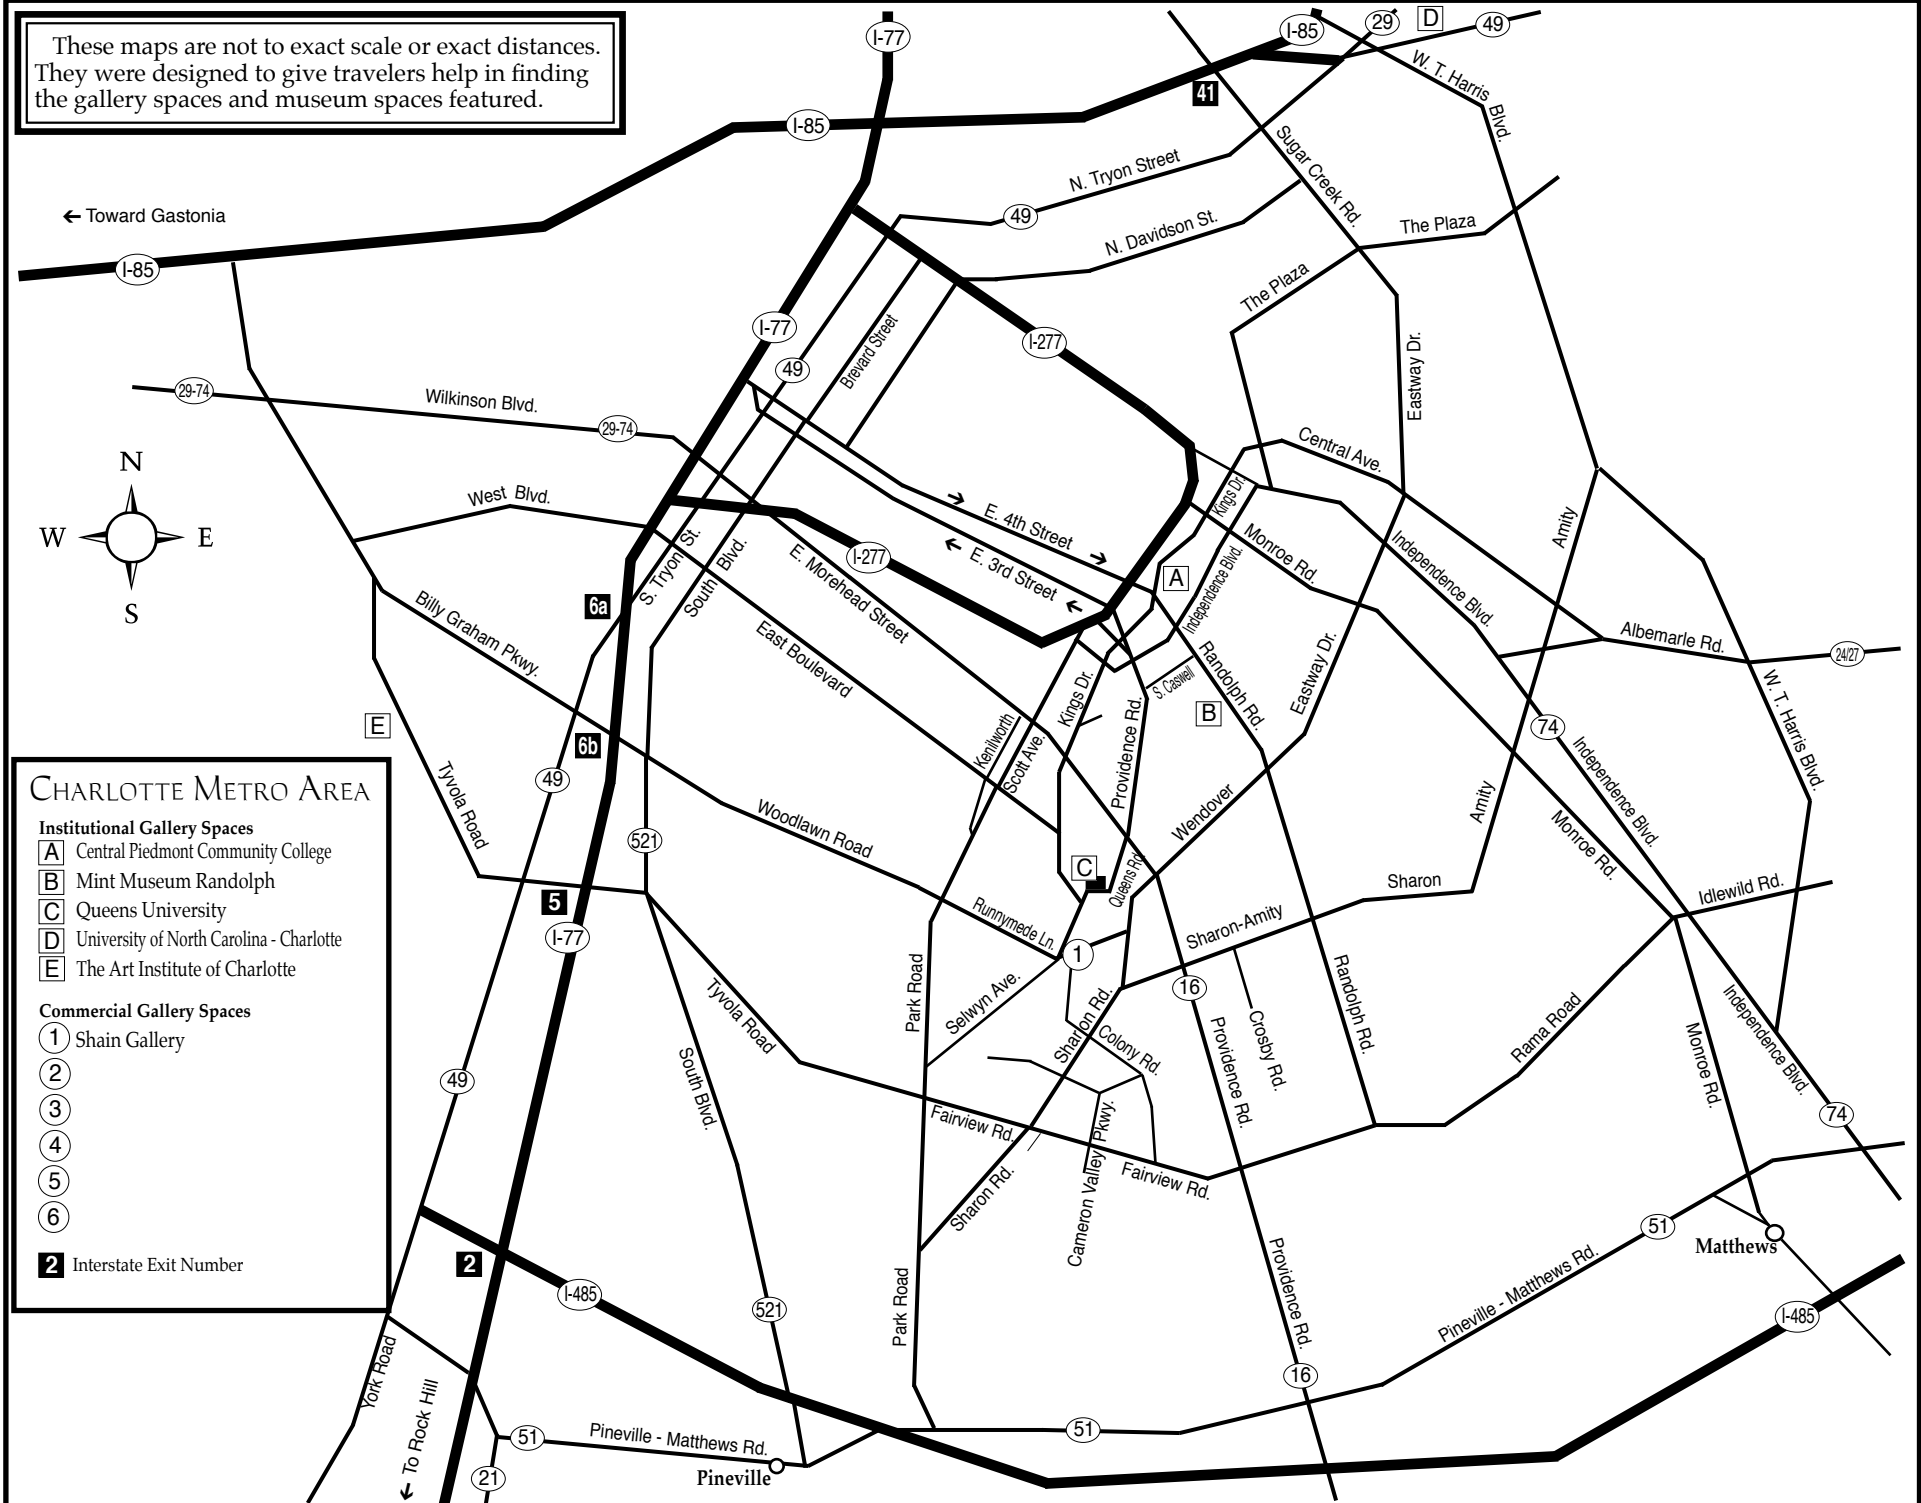 These maps are not to exact scale or exact distances.
They were designed to give travelers help in finding
the gallery spaces and museum spaces featured.
I-77
I-85
29
D
49
W. T. Harris
Blvd.
41
I-85
Sugar Creek Rd.
N. Tryon Street
49
N. Davidson St.
The Plaza
The Plaza
← Toward Gastonia
I-85
I-77
I-277
49
Brevard Street
Eastway Dr.
29-74
Wilkinson Blvd.
29-74
Central Ave.
N
W
E
S
West Blvd.
Kings Dr.
E. 4th Street
E. 3rd Street
Monroe Rd.
Independence Blvd.
Amity
I-277
S. Tryon St.
South Blvd.
E. Morehead Street
A
Independence Blvd.
6a
Billy Graham Pkwy.
East Boulevard
Randolph Rd.
Eastway Dr.
Albemarle Rd.
24/27
S. Caswell
B
Kings Dr.
Providence Rd.
Kenilworth
Scott Ave.
W. T. Harris Blvd.
74
E
6b
49
Tyvola Road
521
Woodlawn Road
Wendover
Independence Blvd.
Amity
Monroe Rd.
C
Queens Rd.
Sharon
Idlewild Rd.
5
I-77
Runnymede Ln.
Sharon-Amity
1
16
Park Road
Selwyn Ave.
Sharon Rd.
Colony Rd.
Crosby Rd.
Providence Rd.
Randolph Rd.
Rama Road
Independence Blvd.
Monroe Rd.
74
Tyvola Road
49
South Blvd.
Fairview Rd.
Fairview Rd.
Cameron Valley Pkwy.
Sharon Rd.
CHARLOTTE METRO AREA
Institutional Gallery Spaces
A Central Piedmont Community College
B Mint Museum Randolph
C Queens University
D University of North Carolina - Charlotte
E The Art Institute of Charlotte
Commercial Gallery Spaces
1 Shain Gallery
2
3
4
5
6
2 Interstate Exit Number
2
I-485
521
Park Road
Providence Rd.
16
Pineville - Matthews Rd.
51
Matthews
I-485
York Road
← To Rock Hill
51
Pineville - Matthews Rd.
Pineville
21
51